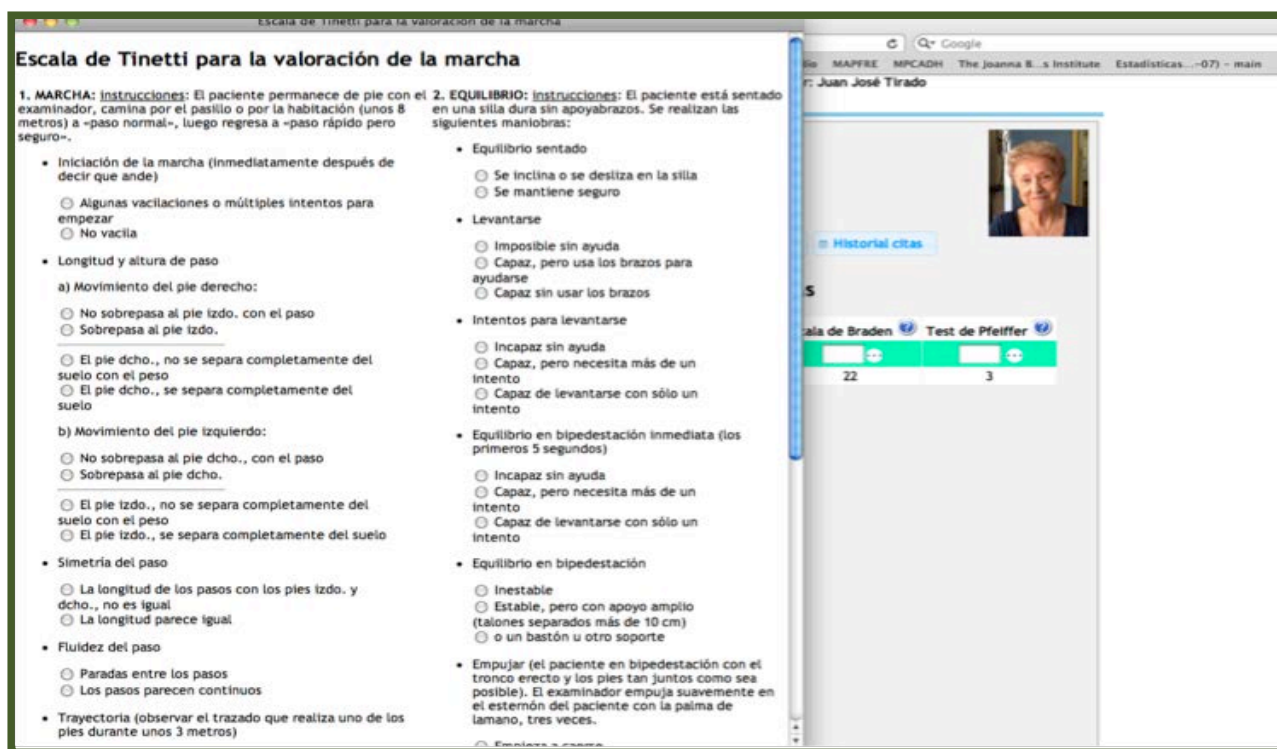 Escala de Tinetti para la valoración de la marcha
Escala de Tinetti para la valoración de la marcha
1. MARCHA: Instrucciones: El paciente permanece de pie con el
examinador, camina por el pasillo o por la habitación (unos 8
metros) a «paso normal», luego regresa a «paso rápido pero
seguro».
• Iniciación de la marcha (inmediatamente después de
decir que ande)
Algunas vacilaciones o múltiples intentos para
empezar
No vacila
• Longitud y altura de paso
a) Movimiento del pie derecho:
No sobrepasa al pie izdo. con el paso
Sobrepasa al pie izdo.
El pie dcho., no se separa completamente del
suelo con el peso
El pie dcho., se separa completamente del
suelo
b) Movimiento del pie izquierdo:
No sobrepasa al pie dcho., con el paso
Sobrepasa al pie dcho.
El pie izdo., no se separa completamente del
suelo con el peso
El pie izdo., se separa completamente del suelo
• Simetría del paso
La longitud de los pasos con los pies izdo. y
dcho., no es igual
La longitud parece igual
• Fluidez del paso
Paradas entre los pasos
Los pasos parecen continuos
• Trayectoria (observar el trazado que realiza uno de los
pies durante unos 3 metros)
2. EQUILIBRIO: Instrucciones: El paciente está sentado
en una silla dura sin apoyabrazos. Se realizan las
siguientes maniobras:
• Equilibrio sentado
Se inclina o se desliza en la silla
Se mantiene seguro
• Levantarse
Imposible sin ayuda
Capaz, pero usa los brazos para
ayudarse
Capaz sin usar los brazos
• Intentos para levantarse
Incapaz sin ayuda
Capaz, pero necesita más de un
intento
Capaz de levantarse con sólo un
intento
• Equilibrio en bipedestación inmediata (los
primeros 5 segundos)
Incapaz sin ayuda
Capaz, pero necesita más de un
intento
Capaz de levantarse con sólo un
intento
• Equilibrio en bipedestación
Inestable
Estable, pero con apoyo amplio
(talones separados más de 10 cm)
o un bastón u otro soporte
• Empujar (el paciente en bipedestación con el
tronco erecto y los pies tan juntos como sea
posible). El examinador empuja suavemente en
el esternón del paciente con la palma de
lamano, tres veces.
Empieza a caerse
Google
MAPFRE MPCADH The Joanna B...s Institute Estadísticas...-07) - main
r: Juan José Tirado
Historial citas
s
ala de Braden Test de Pfeiffer
22 3